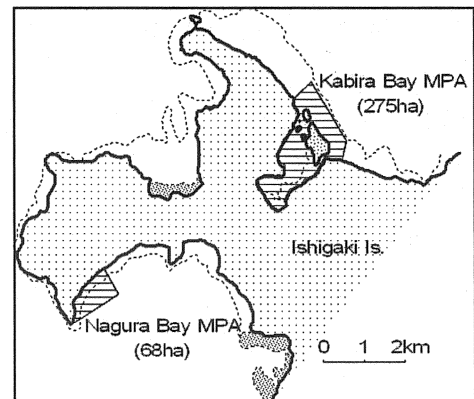 Kabira Bay MPA
(275ha)
Ishigaki Is.
Nagura Bay MPA
(68ha)
0 1 2km